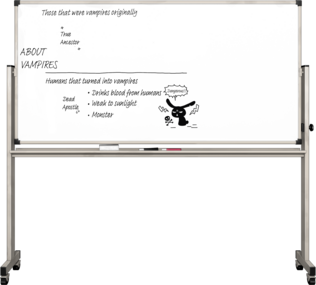 Those that were vampires originally
True
Ancestor
ABOUT
VAMPIRES
Humans that turned into vampires
• Drinks blood from humans
Dead
Apostle
• Weak to sunlight
• Monster